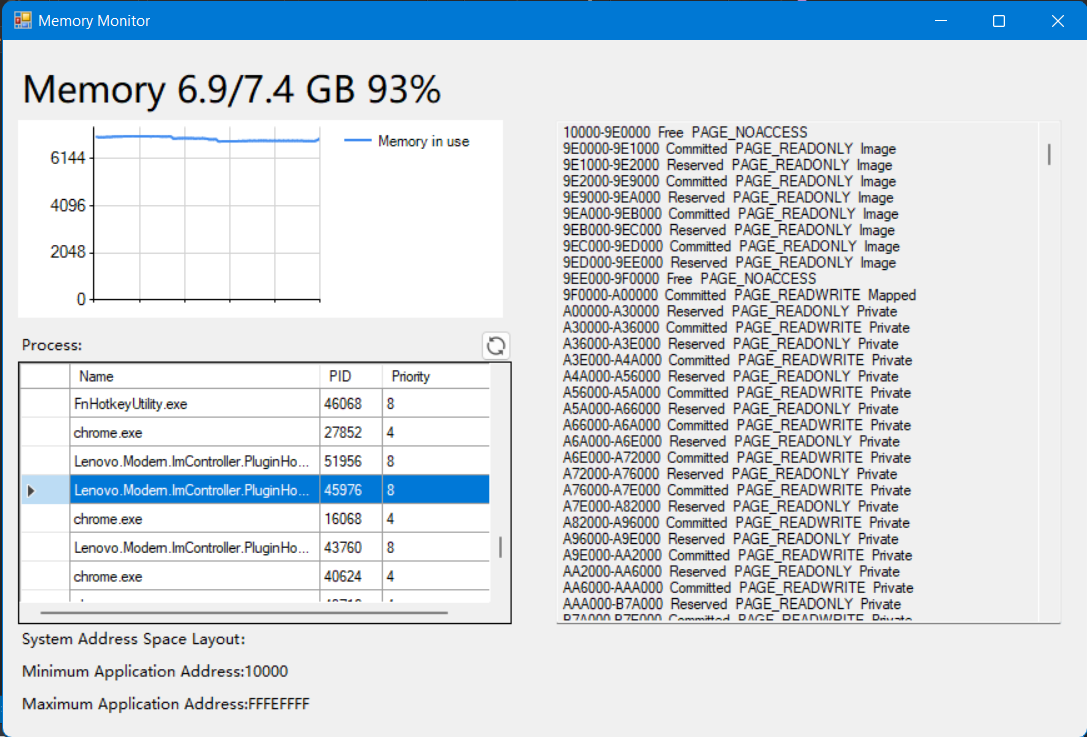 Memory Monitor
Memory 6.9/7.4 GB 93%
6144
4096
2048
0
Memory in use
Process:
Name PID Priority
FnHotkeyUtility.exe 46068 8
chrome.exe 27852 4
Lenovo.Modern.ImController.PluginHo... 51956 8
Lenovo.Modern.ImController.PluginHo... 45976 8
chrome.exe 16068 4
Lenovo.Modern.ImController.PluginHo... 43760 8
chrome.exe 40624 4
System Address Space Layout:
Minimum Application Address:10000
Maximum Application Address:FFFEFFFF
10000-9E0000 Free PAGE_NOACCESS
9E0000-9E1000 Committed PAGE_READONLY Image
9E1000-9E2000 Reserved PAGE_READONLY Image
9E2000-9E9000 Committed PAGE_READONLY Image
9E9000-9EA000 Reserved PAGE_READONLY Image
9EA000-9EB000 Committed PAGE_READONLY Image
9EB000-9EC000 Reserved PAGE_READONLY Image
9EC000-9ED000 Committed PAGE_READONLY Image
9ED000-9EE000 Reserved PAGE_READONLY Image
9EE000-9F0000 Free PAGE_NOACCESS
9F0000-A00000 Committed PAGE_READWRITE Mapped
A00000-A30000 Reserved PAGE_READONLY Private
A30000-A36000 Committed PAGE_READWRITE Private
A36000-A3E000 Reserved PAGE_READONLY Private
A3E000-A4A000 Committed PAGE_READWRITE Private
A4A000-A56000 Reserved PAGE_READONLY Private
A56000-A5A000 Committed PAGE_READWRITE Private
A5A000-A66000 Reserved PAGE_READONLY Private
A66000-A6A000 Committed PAGE_READWRITE Private
A6A000-A6E000 Reserved PAGE_READONLY Private
A6E000-A72000 Committed PAGE_READWRITE Private
A72000-A76000 Reserved PAGE_READONLY Private
A76000-A7E000 Committed PAGE_READWRITE Private
A7E000-A82000 Reserved PAGE_READONLY Private
A82000-A96000 Committed PAGE_READWRITE Private
A96000-A9E000 Reserved PAGE_READONLY Private
A9E000-AA2000 Committed PAGE_READWRITE Private
AA2000-AA6000 Reserved PAGE_READONLY Private
AA6000-AAA000 Committed PAGE_READWRITE Private
AAA000-B7A000 Reserved PAGE_READONLY Private
B7A000-B7E000 Committed PAGE_READWRITE Private